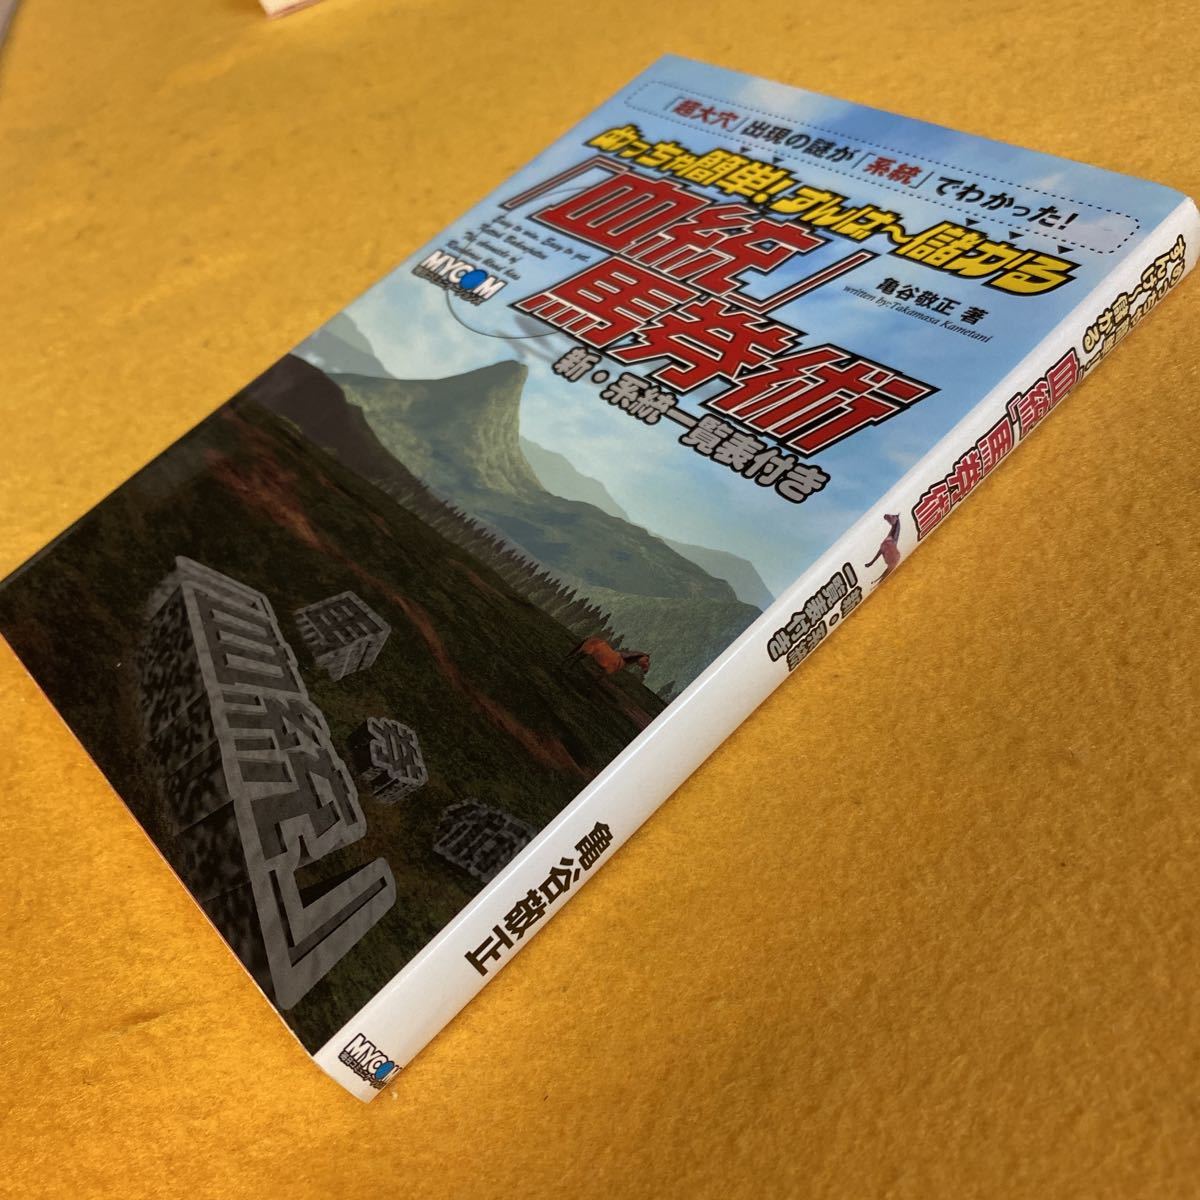 「超大穴」出現の謎が「系統」でわかった!
めっちゃ簡単!すんば~儲かる
「血統」
馬券術
新・系統一覧表付き
亀谷敬正 著
written by:Takamasa Kametani
MYCOM
馬
券
術
「血統」
「血統」馬券術
新・系統
一覧表付き
亀谷敬正
MYCOM